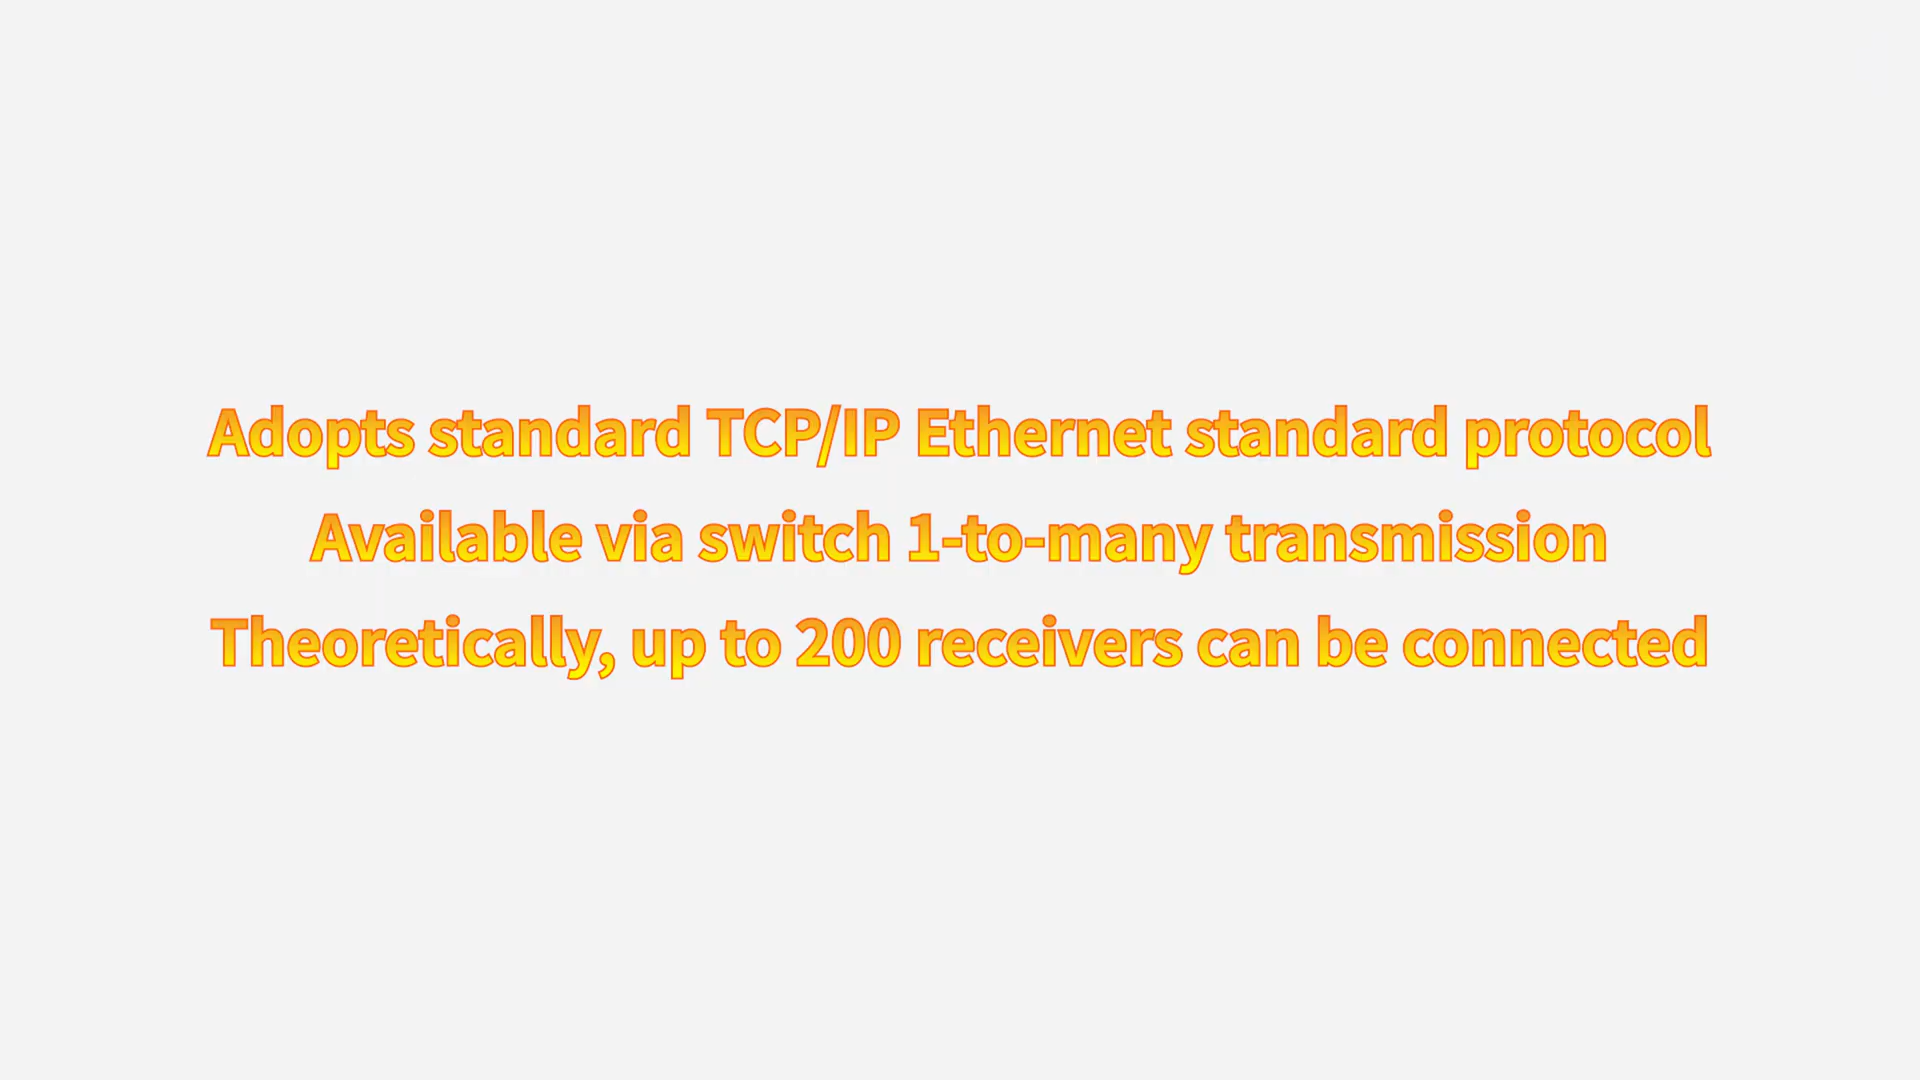 Adopts standard TCP/IP Ethernet standard protocol
Available via switch 1-to-many transmission
Theoretically, up to 200 receivers can be connected